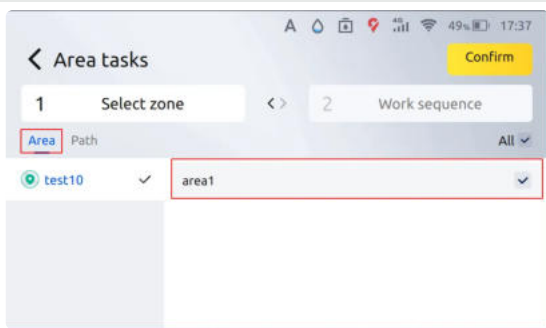 A 4G 49% 17:37
Area tasks Confirm
1 Select zone <> 2 Work sequence
Area Path All
test10 area1